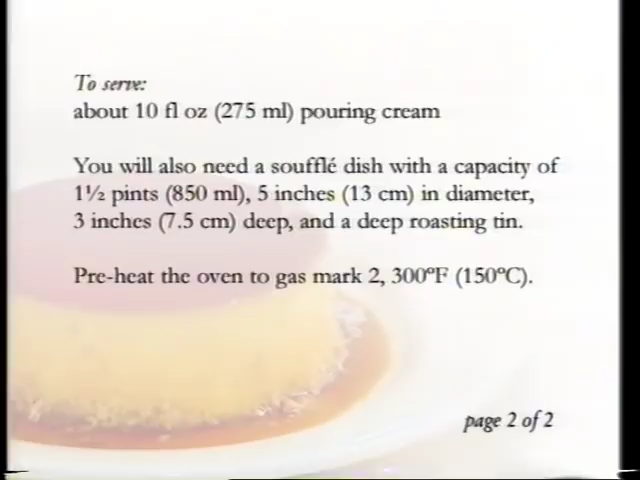 To serve:
about 10 fl oz (275 ml) pouring cream
You will also need a soufflé dish with a capacity of
1½ pints (850 ml), 5 inches (13 cm) in diameter,
3 inches (7.5 cm) deep, and a deep roasting tin.
Pre-heat the oven to gas mark 2, 300ºF (150ºC).
page 2 of 2